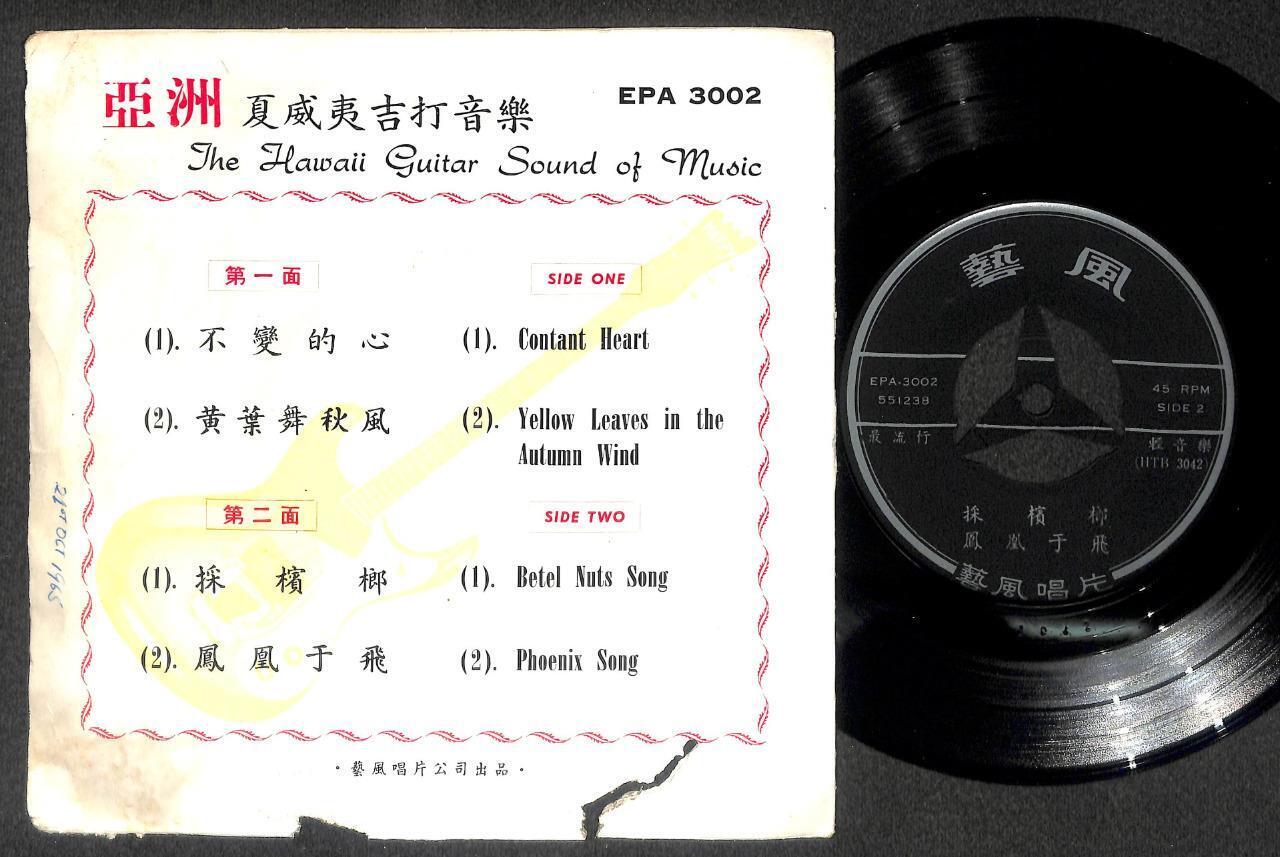 亞洲 夏威夷吉打音樂 EPA 3002
The Hawaii Guitar Sound of Music
第一面
(1). 不變的心
(2). 黄葉舞秋風
第二面
(1). 採檳榔
(2). 鳳凰于飛
SIDE ONE
(1). Contant Heart
(2). Yellow Leaves in the
Autumn Wind
SIDE TWO
(1). Betel Nuts Song
(2). Phoenix Song
·藝風唱片公司出品·
21st OCT 1965
藝風
EPA-3002
551238
45 RPM
SIDE 2
最流行
輕音樂
(HTB 3042)
採檳榔
鳳凰于飛
藝風唱片